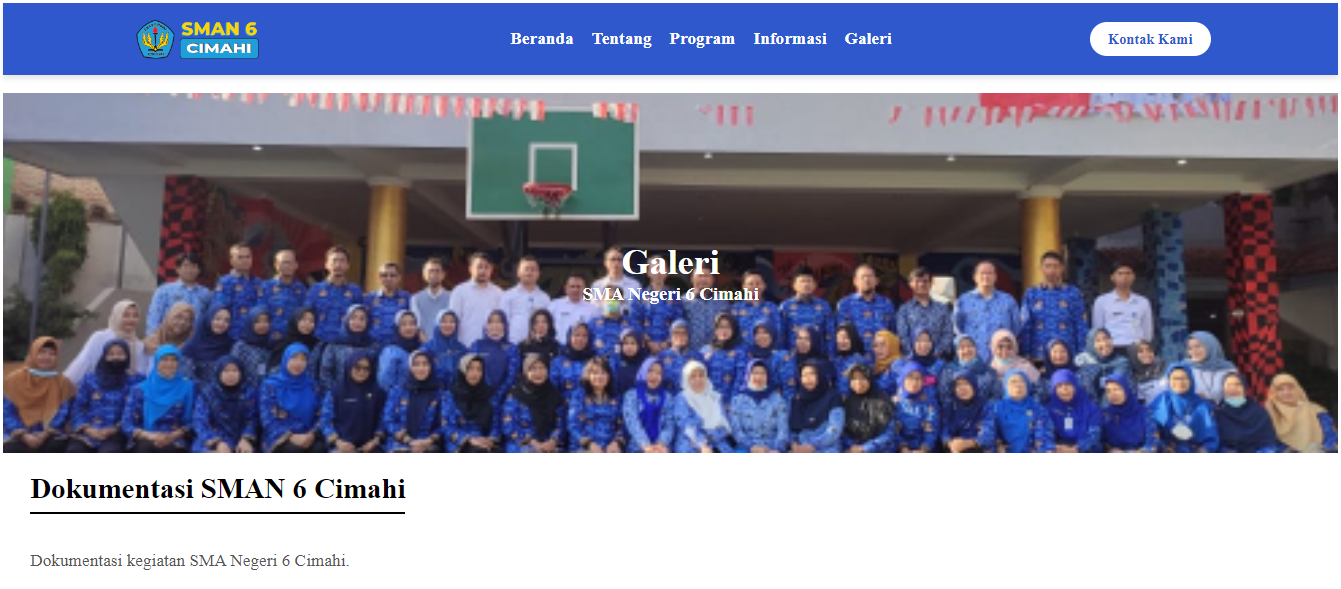 SMAN 6
CIMAHI
Beranda
Tentang
Program
Informasi
Galeri
Kontak Kami
Galeri
SMA Negeri 6 Cimahi
Dokumentasi SMAN 6 Cimahi
Dokumentasi kegiatan SMA Negeri 6 Cimahi.